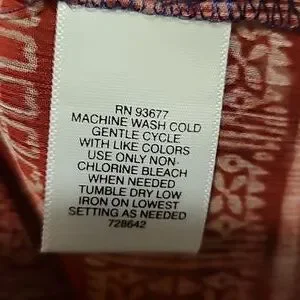 RN 93677
MACHINE WASH COLD
GENTLE CYCLE
WITH LIKE COLORS
USE ONLY NON-
CHLORINE BLEACH
WHEN NEEDED
TUMBLE DRY LOW
IRON ON LOWEST
SETTING AS NEEDED
728642